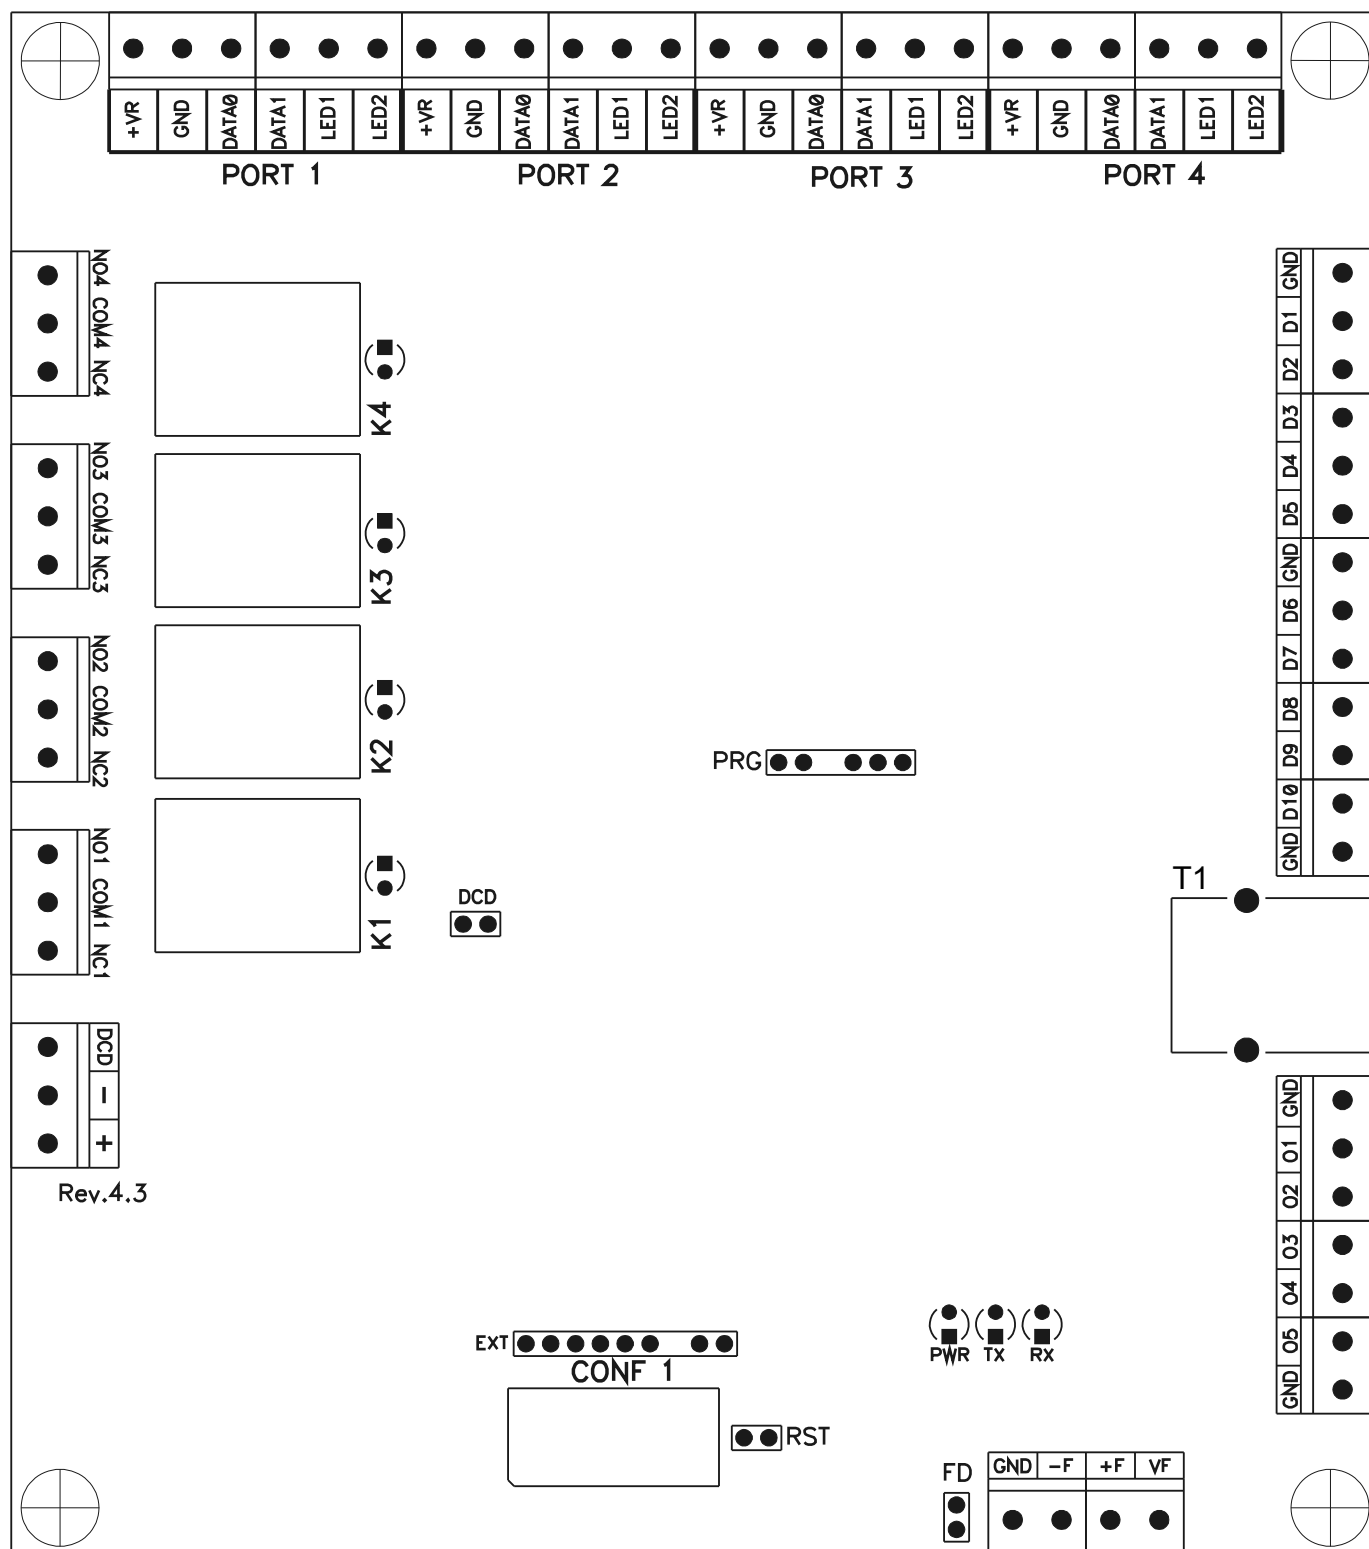 +VR GND DATA0 DATA1 LED1 LED2 +VR GND DATA0 DATA1 LED1 LED2 +VR GND DATA0 DATA1 LED1 LED2 +VR GND DATA0 DATA1 LED1 LED2
PORT 1 PORT 2 PORT 3 PORT 4
NO4 COM4 NC4
K4
NO3 COM3 NC3
K3
NO2 COM2 NC2
K2
NO1 COM1 NC1
K1
DCD
-
+
Rev.4.3
DCD
PRG
GND
D1
D2
D3
D4
D5
GND
D6
D7
D8
D9
D10
GND
T1
GND
O1
O2
O3
O4
O5
GND
EXT
CONF 1
RST
PWR TX RX
FD
GND -F +F VF